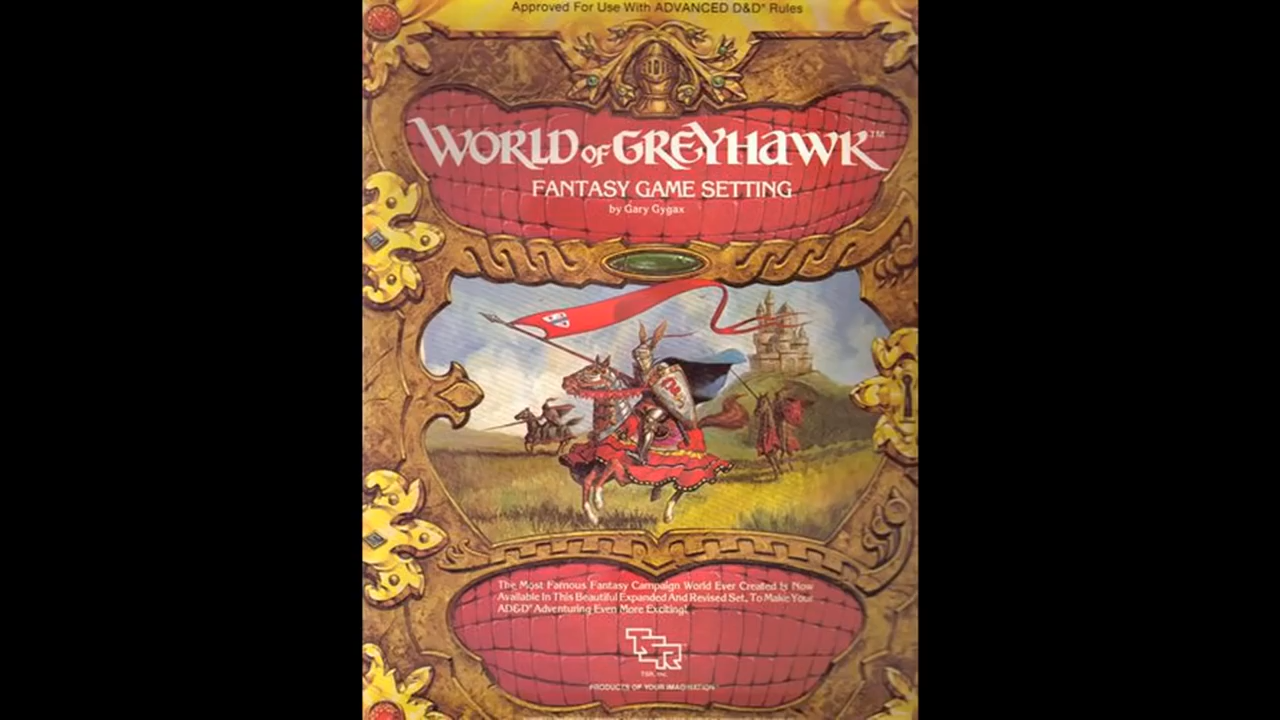 Approved For Use With ADVANCED D&D® Rules
WORLD OF GREYHAWK™
FANTASY GAME SETTING
by Gary Gygax
The Most Famous Fantasy Campaign World Ever Created Is Now
Available In This Beautiful Expanded And Revised Set, To Make Your
AD&D® Adventuring Even More Exciting!
TSR
TSR, Inc.
PRODUCTS OF YOUR IMAGINATION